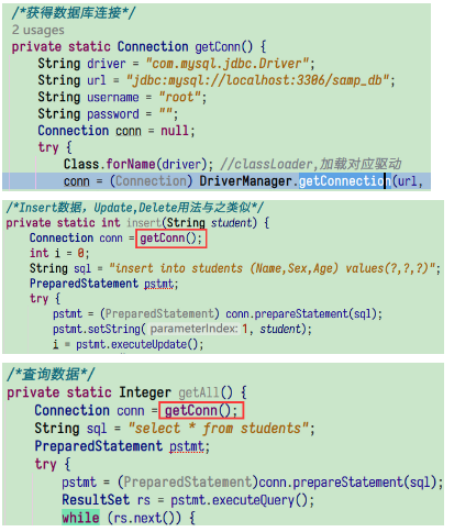 /*获得数据库连接*/
2 usages
private static Connection getConn() {
String driver = "com.mysql.jdbc.Driver";
String url = "jdbc:mysql://localhost:3306/samp_db";
String username = "root";
String password = "";
Connection conn = null;
try {
Class.forName(driver); //classLoader,加载对应驱动
conn = (Connection) DriverManager.getConnection(url,
/*Insert数据，Update,Delete用法与之类似*/
private static int insert(String student) {
Connection conn = getConn();
int i = 0;
String sql = "insert into students (Name,Sex,Age) values(?,?,?)";
PreparedStatement pstmt;
try {
pstmt = (PreparedStatement) conn.prepareStatement(sql);
pstmt.setString( parameterIndex: 1, student);
i = pstmt.executeUpdate();
/*查询数据*/
private static Integer getAll() {
Connection conn = getConn();
String sql = "select * from students";
PreparedStatement pstmt;
try {
pstmt = (PreparedStatement)conn.prepareStatement(sql);
ResultSet rs = pstmt.executeQuery();
while (rs.next()) {